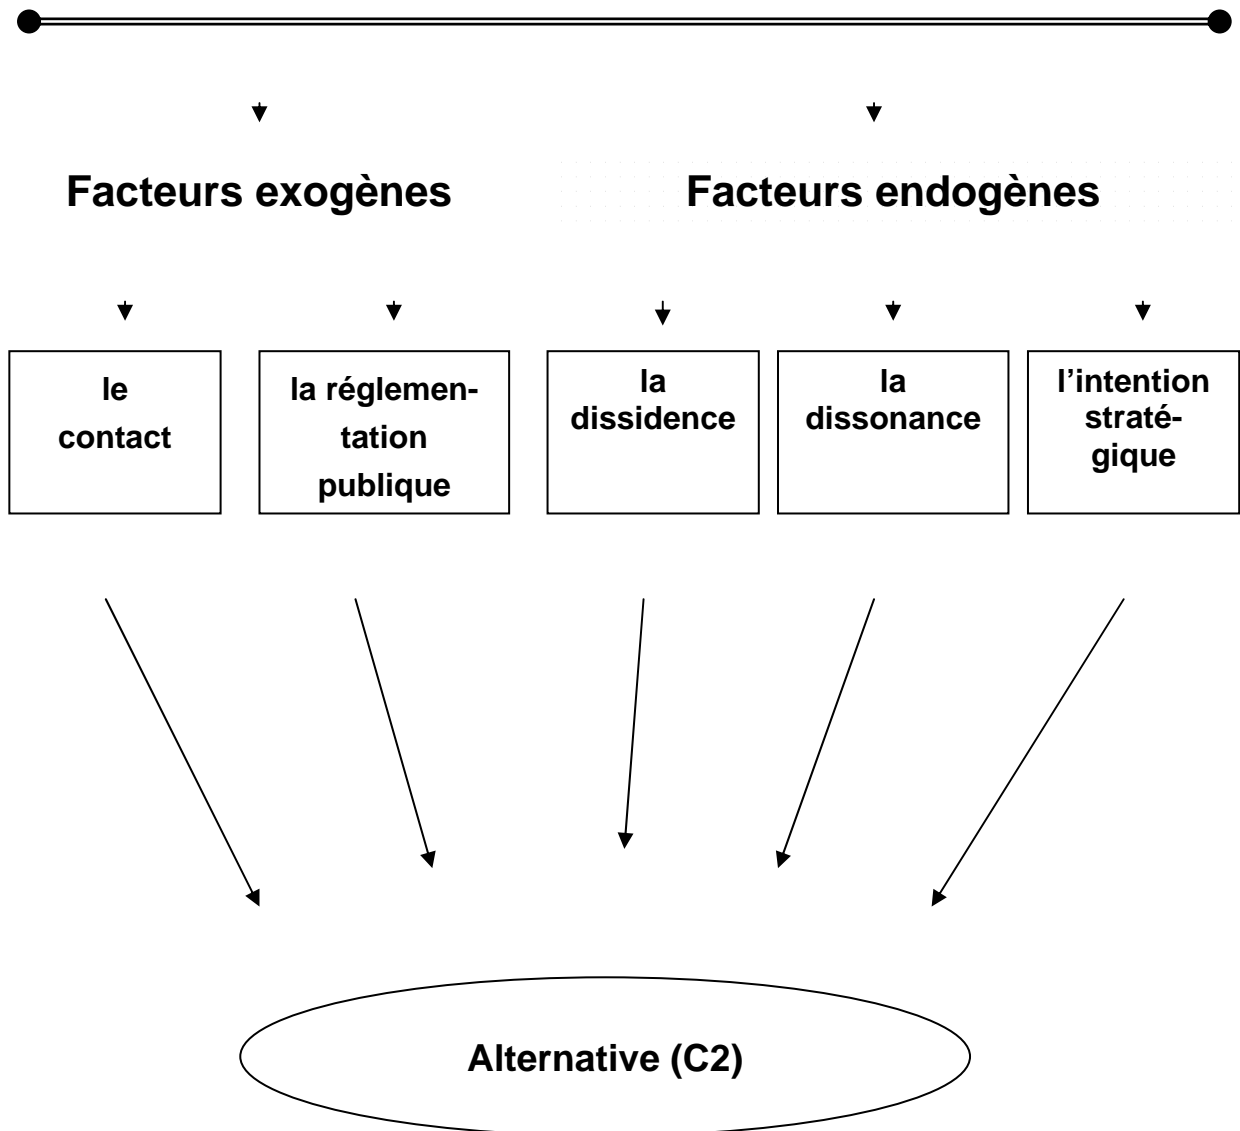 Facteurs exogènes
Facteurs endogènes
le
contact
la réglemen-
tation
publique
la
dissidence
la
dissonance
l’intention
straté-
gique
Alternative (C2)